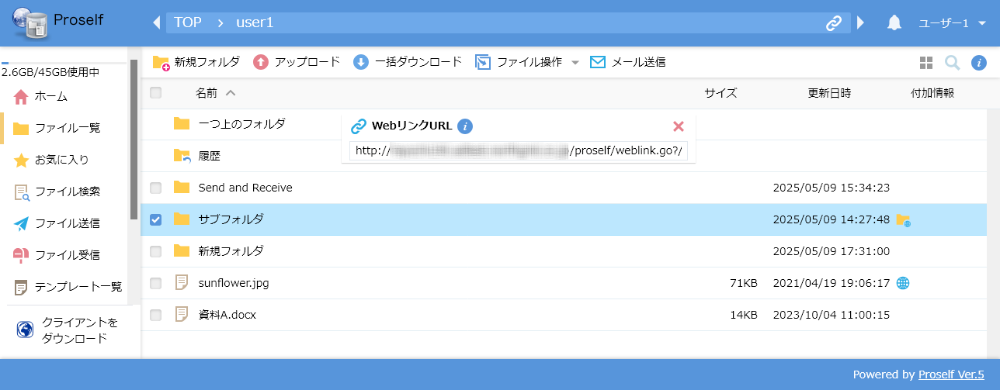 Proself
TOP > user1
ユーザー1
2.6GB/45GB使用中
ホーム
ファイル一覧
お気に入り
ファイル検索
ファイル送信
ファイル受信
テンプレート一覧
クライアントを
ダウンロード
新規フォルダ アップロード 一括ダウンロード ファイル操作 メール送信
名前 サイズ 更新日時 付加情報
一つ上のフォルダ
WebリンクURL
http:// /proself/weblink.go?/
履歴
Send and Receive 2025/05/09 15:34:23
サブフォルダ 2025/05/09 14:27:48
新規フォルダ 2025/05/09 17:31:00
sunflower.jpg 71KB 2021/04/19 19:06:17
資料A.docx 14KB 2023/10/04 11:00:15
Powered by Proself Ver.5